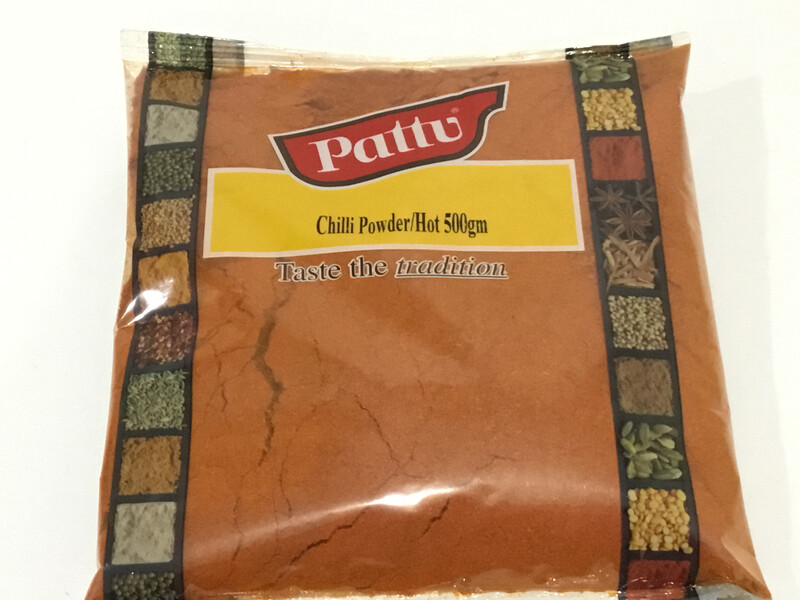 Pattu®
Chilli Powder/Hot 500gm
Taste the tradition